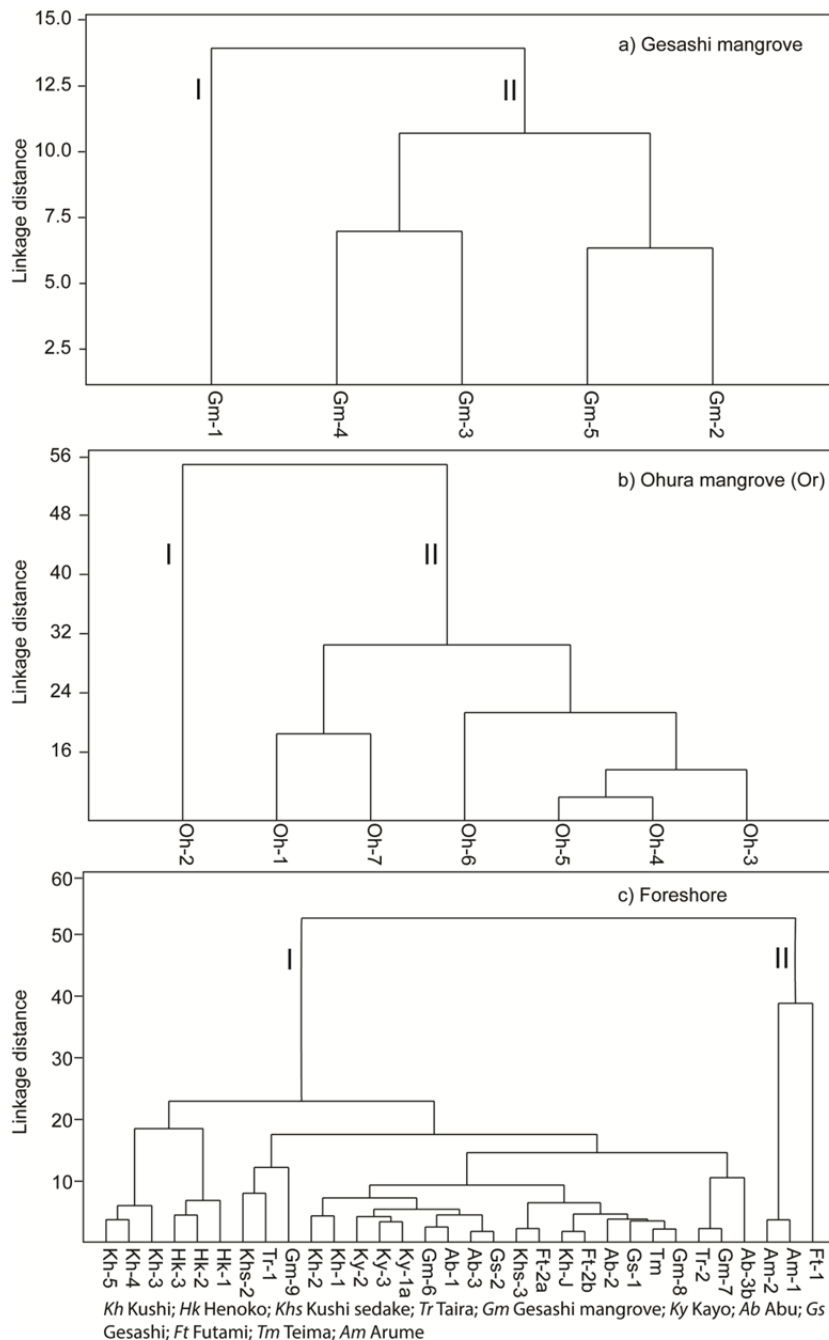 15.0
a) Gesashi mangrove
I
II
12.5
10.0
7.5
5.0
2.5
Linkage distance
Gm-1
Gm-4
Gm-3
Gm-5
Gm-2
56
b) Ohura mangrove (Or)
48
I
II
40
32
24
16
Linkage distance
Oh-2
Oh-1
Oh-7
Oh-6
Oh-5
Oh-4
Oh-3
60
c) Foreshore
50
I
II
40
30
20
10
Linkage distance
Kh-5
Kh-4
Kh-3
Hk-3
Hk-2
Hk-1
Khs-2
Tr-1
Gm-9
Kh-2
Kh-1
Ky-2
Ky-3
Ky-1a
Gm-6
Ab-1
Ab-3
Gs-2
Khs-3
Ft-2a
Kh-J
Ft-2b
Ab-2
Gs-1
Tm
Gm-8
Tr-2
Gm-7
Ab-3b
Am-2
Am-1
Ft-1
Kh Kushi; Hk Henoko; Khs Kushi sedake; Tr Taira; Gm Gesashi mangrove; Ky Kayo; Ab Abu; Gs
Gesashi; Ft Futami; Tm Teima; Am Arume